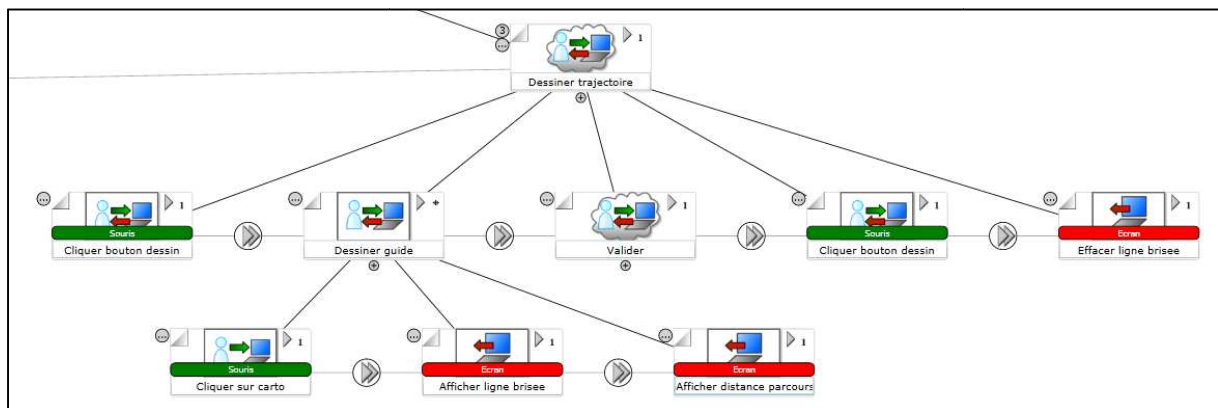 3
... 1
Dessiner trajectoire
+
... 1 ... * ... 1 ... 1 ... 1
Souris Souris Ecran
Cliquer bouton dessin Dessiner guide Valider Cliquer bouton dessin Effacer ligne brisee
+ +
... 1 ... 1 ... 1
Souris Ecran Ecran
Cliquer sur carto Afficher ligne brisee Afficher distance parcours